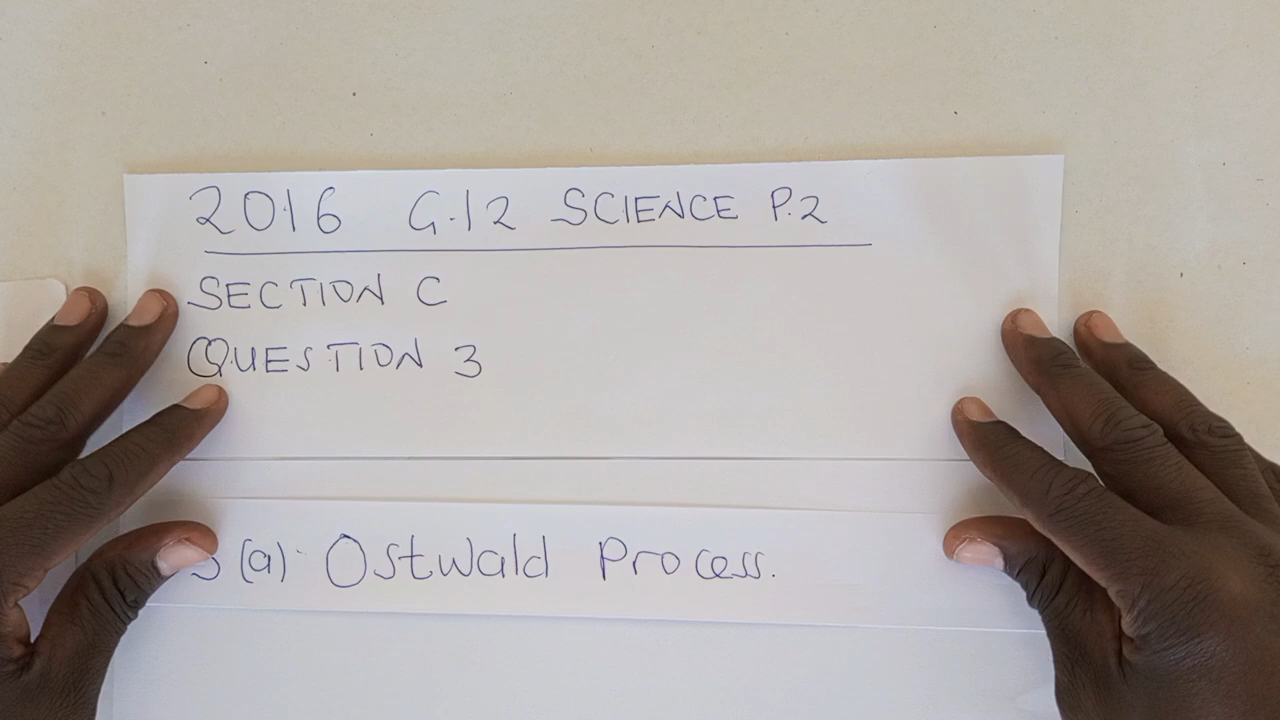 2016 G.12 SCIENCE P.2
SECTION C
QUESTION 3
(a). Ostwald Process.